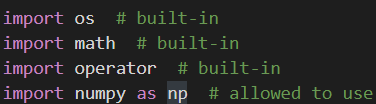 import os  # built-in
import math  # built-in
import operator  # built-in
import numpy as np  # allowed to use